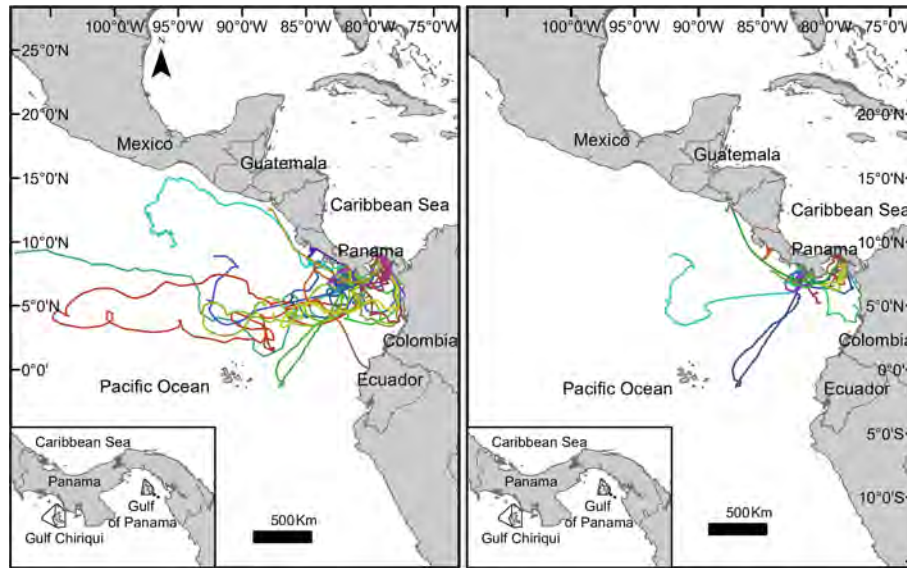 100°0'W
95°0'W
90°0'W
85°0'W
80°0'W
75°0'W
N
25°0'N
20°0'N
15°0'N
10°0'N
5°0'N
0°0'
Mexico
Guatemala
Caribbean Sea
Panama
Colombia
Ecuador
Pacific Ocean
Caribbean Sea
Panama
Gulf
of Panama
Gulf Chiriqui
500Km
100°0'W
95°0'W
90°0'W
85°0'W
80°0'W
75°0'W
25°0'N
20°0'N
15°0'N
10°0'N
5°0'N
0°0'
5°0'S
10°0'S
Mexico
Guatemala
Caribbean Sea
Panama
Colombia
Ecuador
Pacific Ocean
Caribbean Sea
Panama
Gulf
of Panama
Gulf Chiriqui
500Km